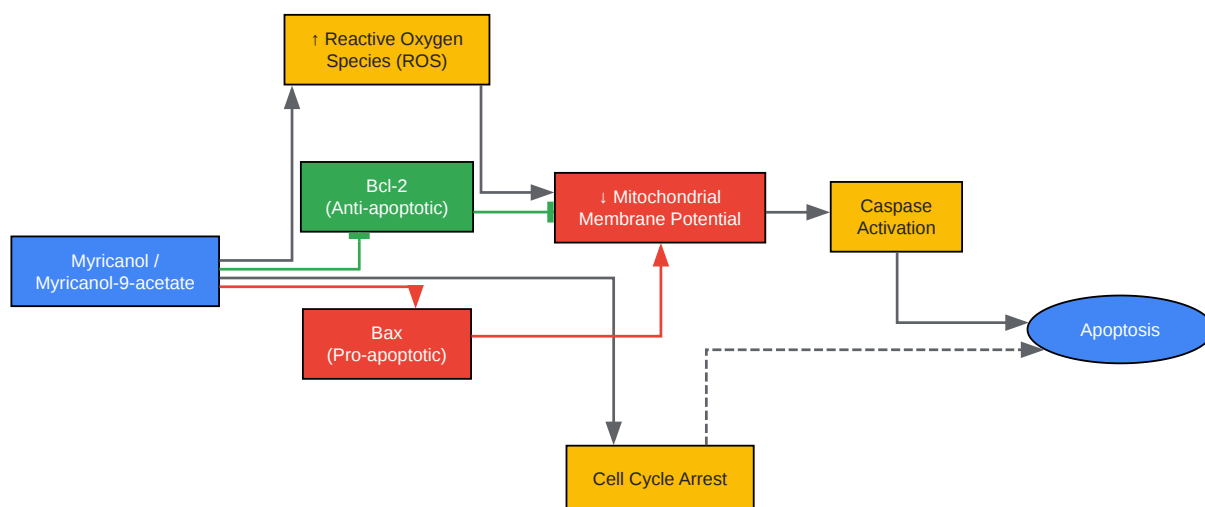 ↑ Reactive Oxygen
Species (ROS)
Bcl-2
(Anti-apoptotic)
↓ Mitochondrial
Membrane Potential
Caspase
Activation
Myricanol /
Myricanol-9-acetate
Bax
(Pro-apoptotic)
Apoptosis
Cell Cycle Arrest